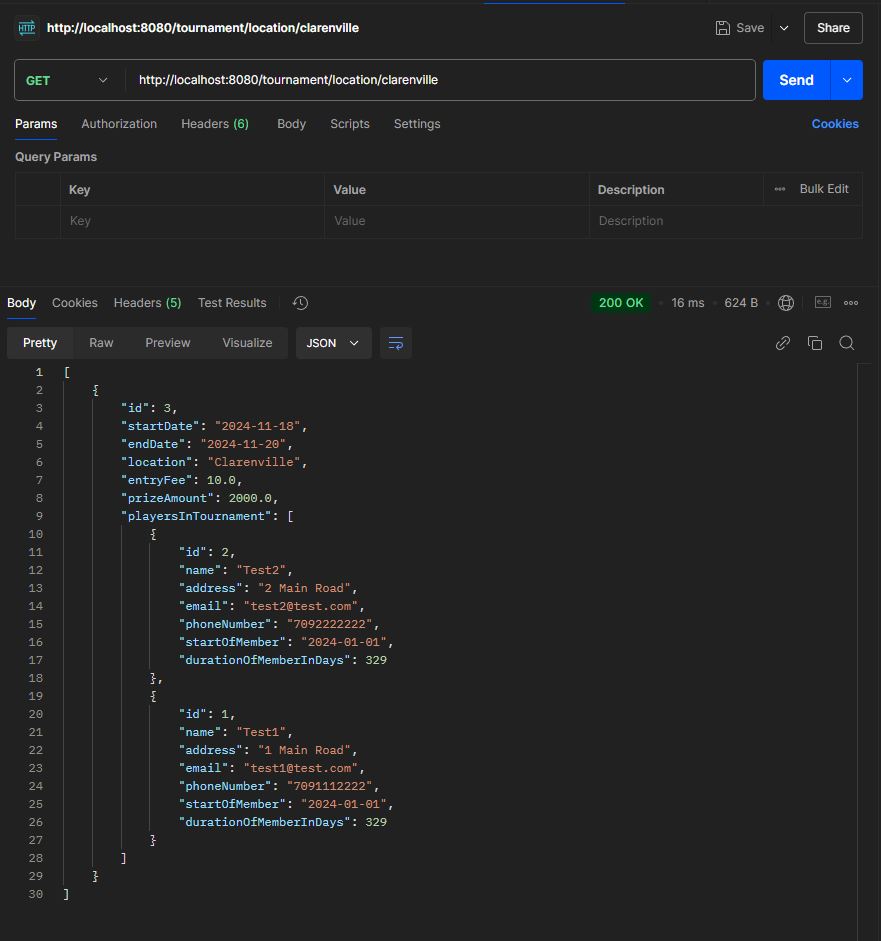 HTTP http://localhost:8080/tournament/location/clarenville Save Share
GET http://localhost:8080/tournament/location/clarenville Send
Params Authorization Headers (6) Body Scripts Settings Cookies
Query Params
Key Value Description Bulk Edit
Key Value Description
Body Cookies Headers (5) Test Results 200 OK 16 ms 624 B e.g.
Pretty Raw Preview Visualize JSON
1 [
2 {
3 "id": 3,
4 "startDate": "2024-11-18",
5 "endDate": "2024-11-20",
6 "location": "Clarenville",
7 "entryFee": 10.0,
8 "prizeAmount": 2000.0,
9 "playersInTournament": [
10 {
11 "id": 2,
12 "name": "Test2",
13 "address": "2 Main Road",
14 "email": "test2@test.com",
15 "phoneNumber": "7092222222",
16 "startOfMember": "2024-01-01",
17 "durationOfMemberInDays": 329
18 },
19 {
20 "id": 1,
21 "name": "Test1",
22 "address": "1 Main Road",
23 "email": "test1@test.com",
24 "phoneNumber": "7091112222",
25 "startOfMember": "2024-01-01",
26 "durationOfMemberInDays": 329
27 }
28 ]
29 }
30 ]